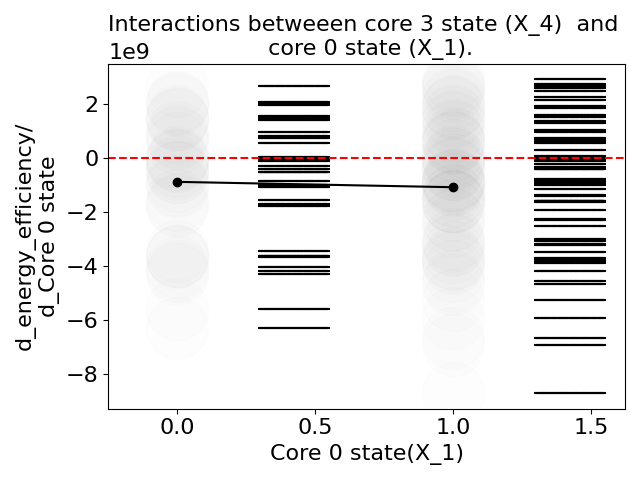 Interactions betweeen core 3 state (X_4)  and
core 0 state (X_1).
1e9
2
0
−2
−4
−6
−8
d_energy_efficiency/
d_Core 0 state
0.0
0.5
1.0
1.5
Core 0 state(X_1)